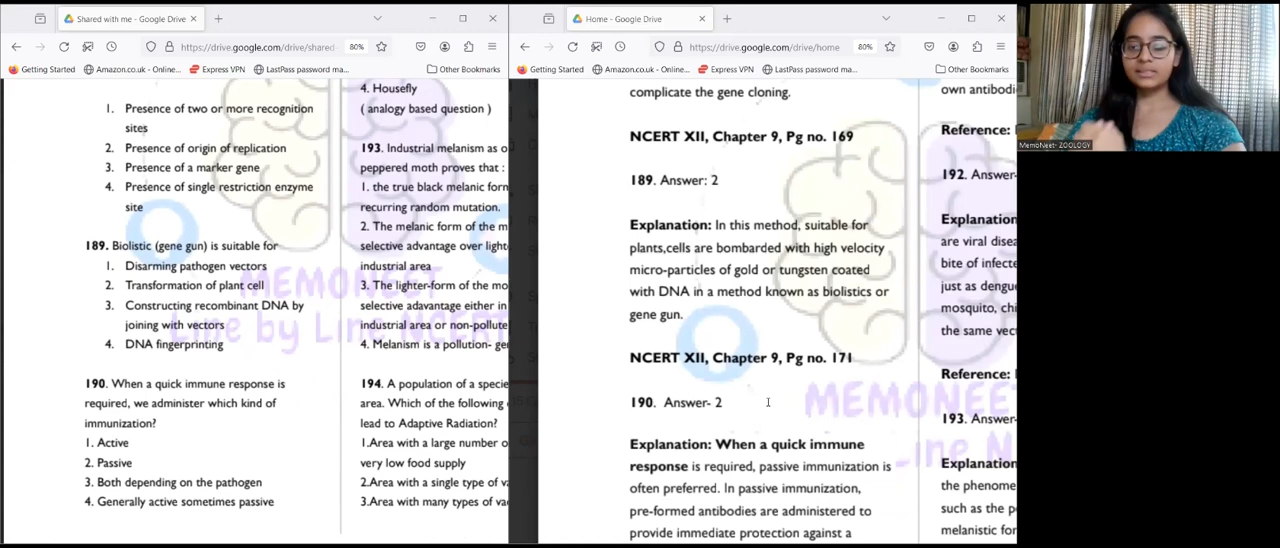 Shared with me - Google Drive
https://drive.google.com/drive/shared-
80%
Getting Started
Amazon.co.uk - Online...
Express VPN
LastPass password ma...
Other Bookmarks
1. Presence of two or more recognition
sites
2. Presence of origin of replication
3. Presence of a marker gene
4. Presence of single restriction enzyme
site
189. Biolistic (gene gun) is suitable for
1. Disarming pathogen vectors
2. Transformation of plant cell
3. Constructing recombinant DNA by
joining with vectors
4. DNA fingerprinting
190. When a quick immune response is
required, we administer which kind of
immunization?
1. Active
2. Passive
3. Both depending on the pathogen
4. Generally active sometimes passive
4. Housefly
( analogy based question )
193. Industrial melanism as o
peppered moth proves that :
1. the true black melanic form
recurring random mutation.
2. The melanic form of the m
selective advantage over light
industrial area
3. The lighter-form of the mo
selective advantage either in
industrial area or non-pollute
4. Melanism is a pollution- ge
194. A population of a specie
area. Which of the following
lead to Adaptive Radiation?
1.Area with a large number o
very low food supply
2.Area with a single type of va
3.Area with many types of va
MEMONEET
Line by Line NCERT
Home - Google Drive
https://drive.google.com/drive/home
80%
Getting Started
Amazon.co.uk - Online...
Express VPN
LastPass password ma...
Other Bookmarks
complicate the gene cloning.
NCERT XII, Chapter 9, Pg no. 169
189. Answer: 2
Explanation: In this method, suitable for
plants,cells are bombarded with high velocity
micro-particles of gold or tungsten coated
with DNA in a method known as biolistics or
gene gun.
NCERT XII, Chapter 9, Pg no. 171
190. Answer- 2
Explanation: When a quick immune
response is required, passive immunization is
often preferred. In passive immunization,
pre-formed antibodies are administered to
provide immediate protection against a
own antibodi
Reference:
192. Answer-
Explanation
are viral disea
bite of infecte
just as dengu
mosquito, chi
the same vec
Reference:
193. Answer-
Explanation
the phenome
such as the p
melanistic for
MEMONEE
Line N
MemoNeet- ZOOLOGY